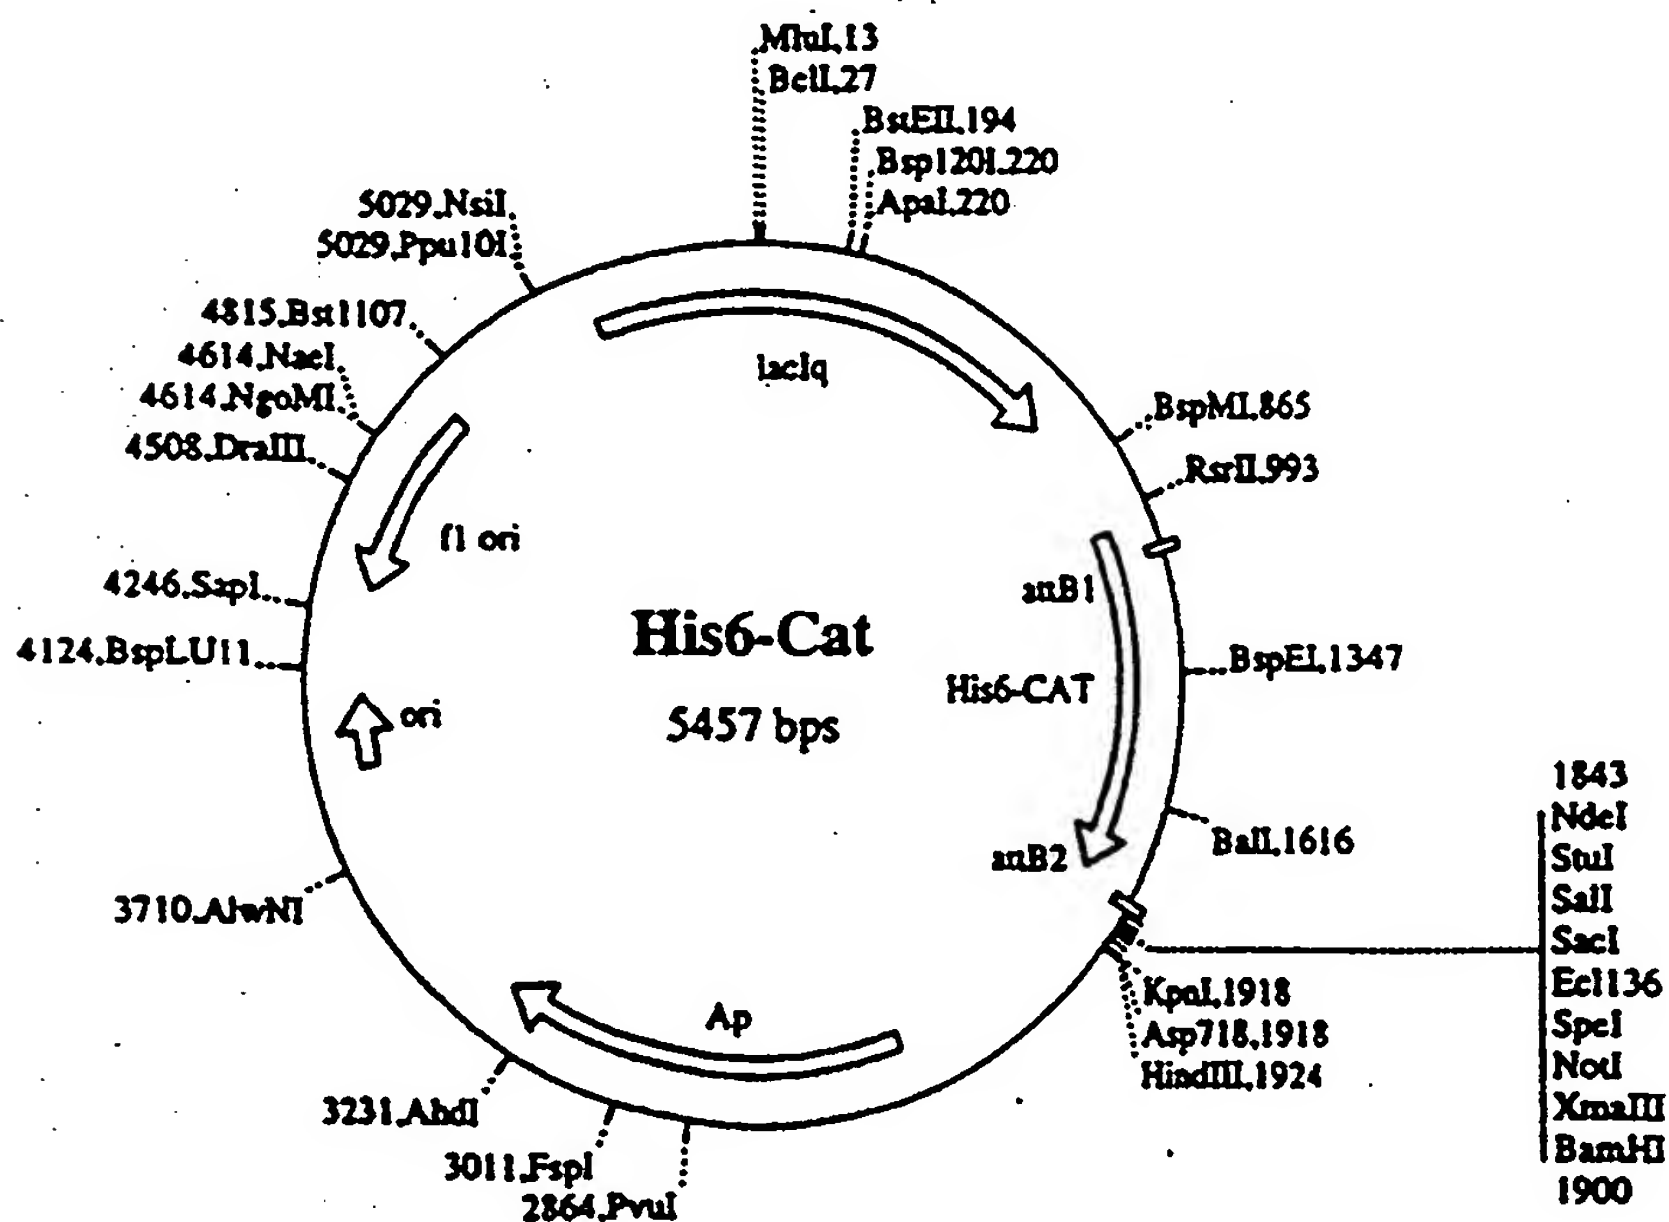 MluI,13
BclI,27
BstEII,194
Bsp120I,220
ApaI,220
5029,NsiI
5029,Ppu10I
4815,Bst1107
4614,NaeI
4614,NgoMI
4508,DraIII
4246,SapI
4124,BspLU11
3710,AlwNI
3231,AhdI
3011,FspI
2864,PvuI
lacIq
BspMI,865
RsrII,993
f1 ori
attB1
His6-Cat
5457 bps
His6-CAT
BspEI,1347
ori
attB2
BalI,1616
Ap
KpnI,1918
Asp718,1918
HindIII,1924
1843
NdeI
StuI
SalI
SacI
Ecl136
SpeI
NotI
XmaIII
BamHI
1900